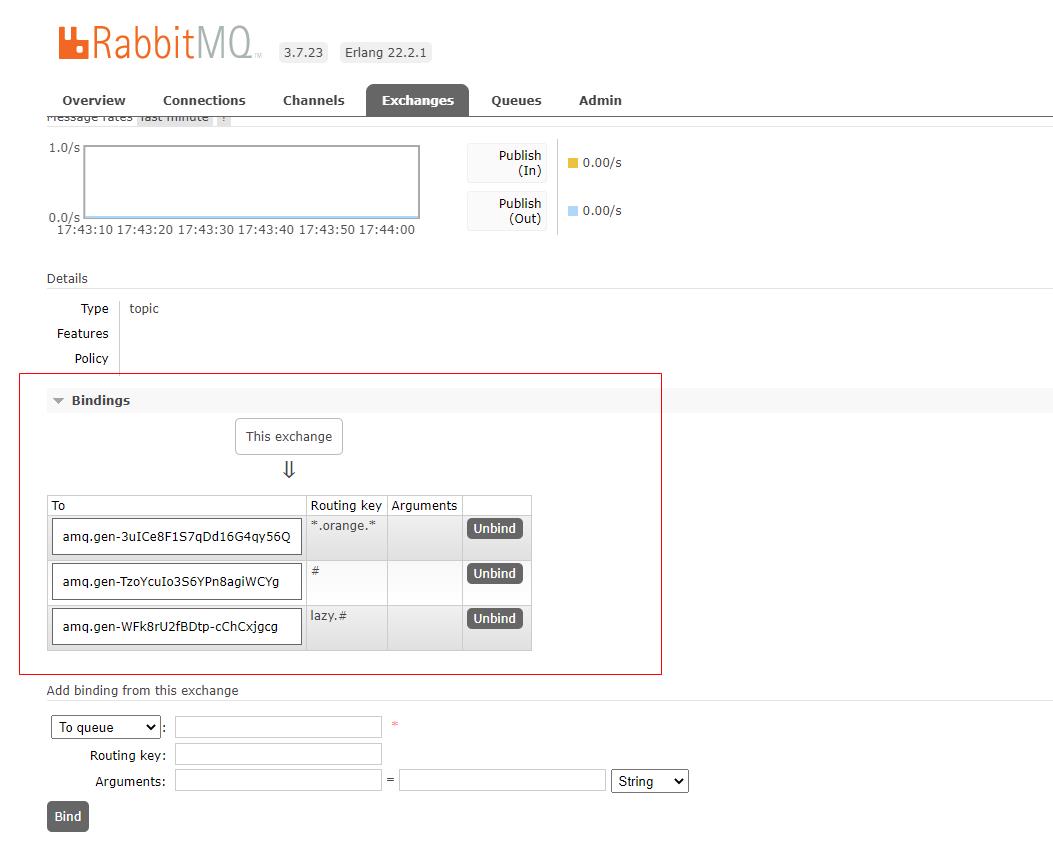 RabbitMQ TM 3.7.23 Erlang 22.2.1
Overview Connections Channels Exchanges Queues Admin
Message rates last minute ?
1.0/s
0.0/s
17:43:10 17:43:20 17:43:30 17:43:40 17:43:50 17:44:00
Publish
(In)
0.00/s
Publish
(Out)
0.00/s
Details
Type topic
Features
Policy
Bindings
This exchange
⇓
To Routing key Arguments
amq.gen-3uICe8F1S7qDd16G4qy56Q *.orange.* Unbind
amq.gen-TzoYcuIo3S6YPn8agiWCYg # Unbind
amq.gen-WFk8rU2fBDtp-cChCxjgcg lazy.# Unbind
Add binding from this exchange
To queue : *
Routing key:
Arguments: = String
Bind